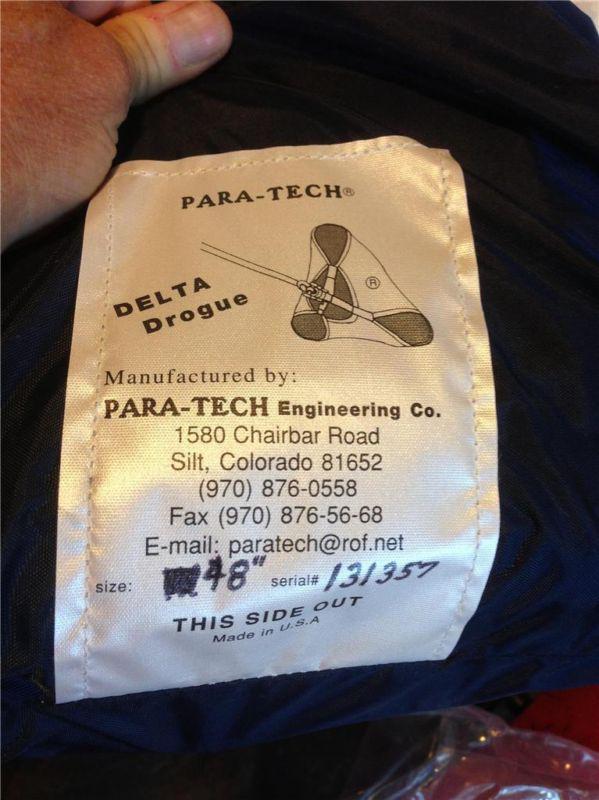 PARA-TECH®
®
DELTA
Drogue
Manufactured by:
PARA-TECH Engineering Co.
1580 Chairbar Road
Silt, Colorado 81652
(970) 876-0558
Fax (970) 876-56-68
E-mail: paratech@rof.net
size: 48" serial# 131357
THIS SIDE OUT
Made in U.S.A